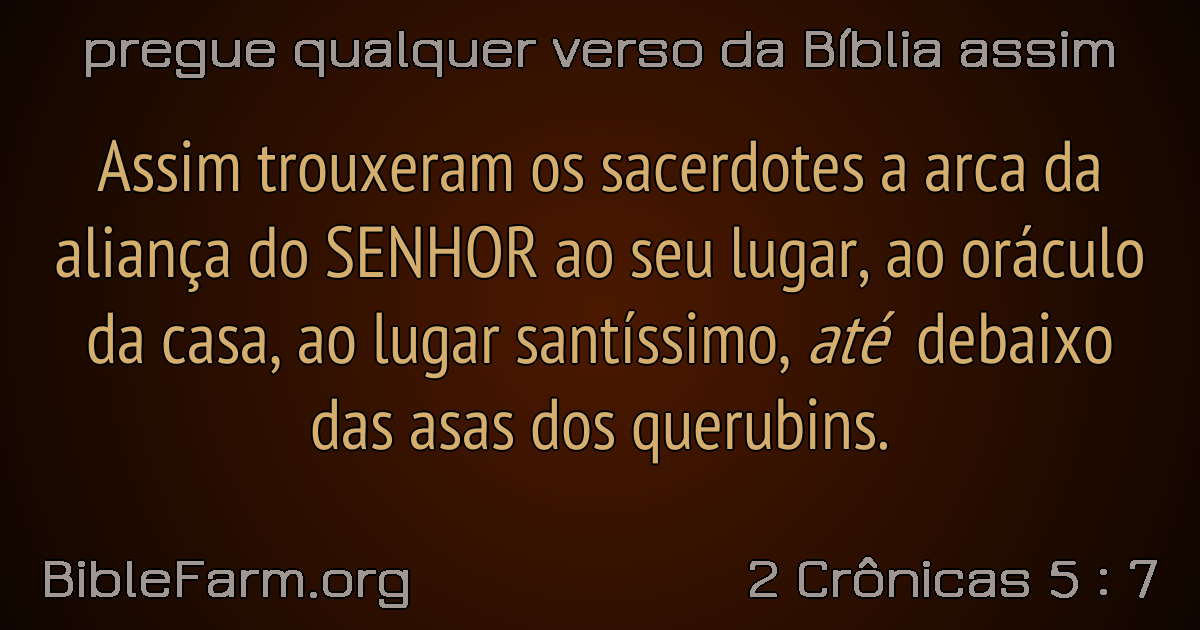 pregue qualquer verso da Bíblia assim
Assim trouxeram os sacerdotes a arca da
aliança do SENHOR ao seu lugar, ao oráculo
da casa, ao lugar santíssimo, até debaixo
das asas dos querubins.
BibleFarm.org
2 Crônicas 5 : 7